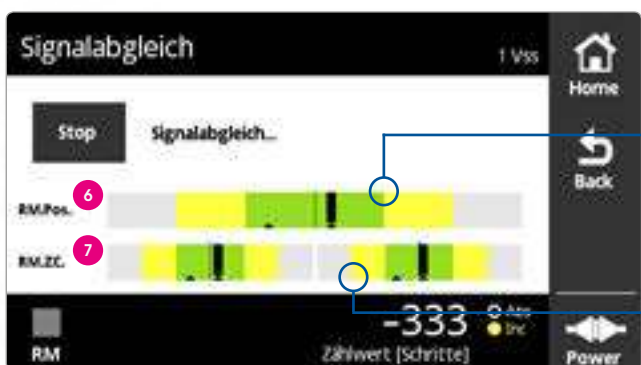 Signalabgleich
1 Vss
Home
Stop
Signalabgleich...
Back
RM.Pos.
6
RM.ZC.
7
-333
Abs
Inc
RM
Zählwert [Schritte]
Power